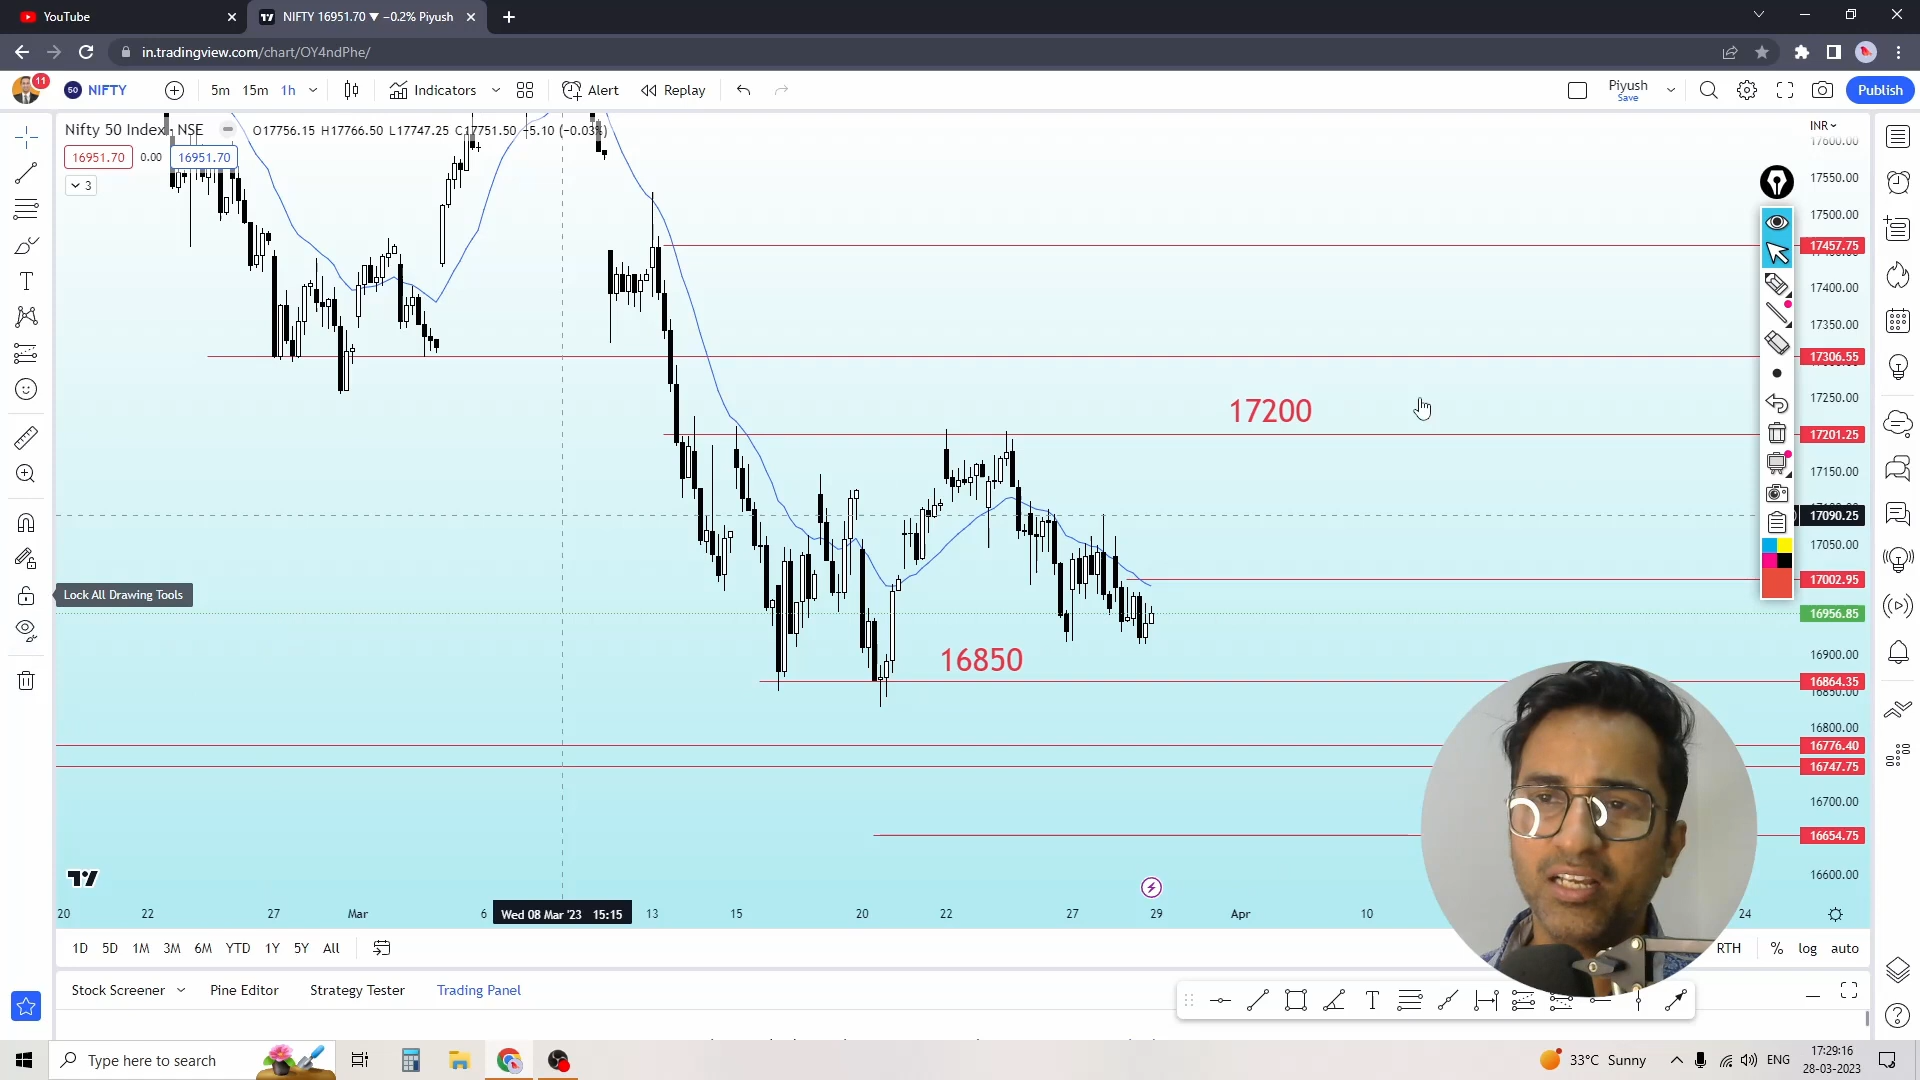 YouTube
NIFTY 16951.70 ▼ −0.2% Piyush
in.tradingview.com/chart/OY4ndPhe/
11
50 NIFTY
5m 15m 1h
Indicators
Alert
Replay
Piyush
Save
Publish
Nifty 50 Index · NSE O17756.15 H17766.50 L17747.25 C17751.50 −5.10 (−0.03%)
INR
17600.00
16951.70 0.00 16951.70
3
17550.00
17500.00
17457.75
17400.00
17350.00
17306.55
17250.00
17200
17201.25
17150.00
17090.25
17050.00
17002.95
Lock All Drawing Tools
16956.85
16900.00
16850
16864.35
16850.00
16800.00
16776.40
16747.75
16700.00
16654.75
16600.00
20 22 27 Mar 6 Wed 08 Mar '23 15:15 13 15 20 22 27 29 Apr 10 24
1D 5D 1M 3M 6M YTD 1Y 5Y All
RTH % log auto
Stock Screener Pine Editor Strategy Tester Trading Panel
Type here to search
33°C Sunny
ENG
17:29:16
28-03-2023